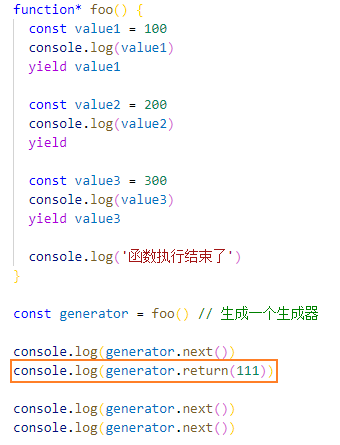 function* foo() {
  const value1 = 100
  console.log(value1)
  yield value1

  const value2 = 200
  console.log(value2)
  yield

  const value3 = 300
  console.log(value3)
  yield value3

  console.log('函数执行结束了')
}

const generator = foo() // 生成一个生成器

console.log(generator.next())
console.log(generator.return(111))

console.log(generator.next())
console.log(generator.next())